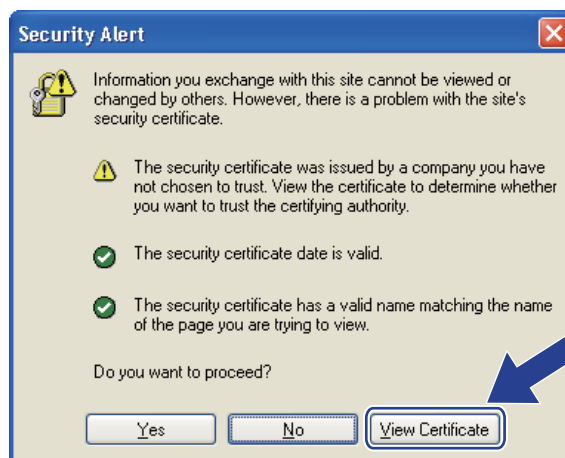 Security Alert
Information you exchange with this site cannot be viewed or
changed by others. However, there is a problem with the site's
security certificate.
The security certificate was issued by a company you have
not chosen to trust. View the certificate to determine whether
you want to trust the certifying authority.
The security certificate date is valid.
The security certificate has a valid name matching the name
of the page you are trying to view.
Do you want to proceed?
Yes No View Certificate